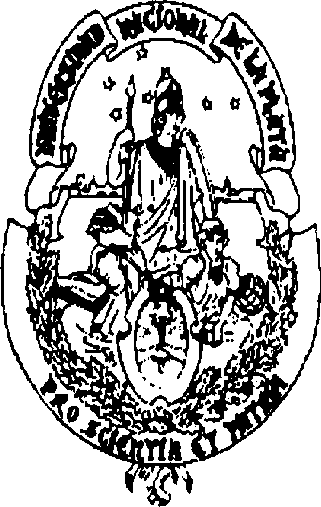 UNIVERSIDAD NACIONAL DE LA PLATA
PRO SCIENTIA ET PATRIA